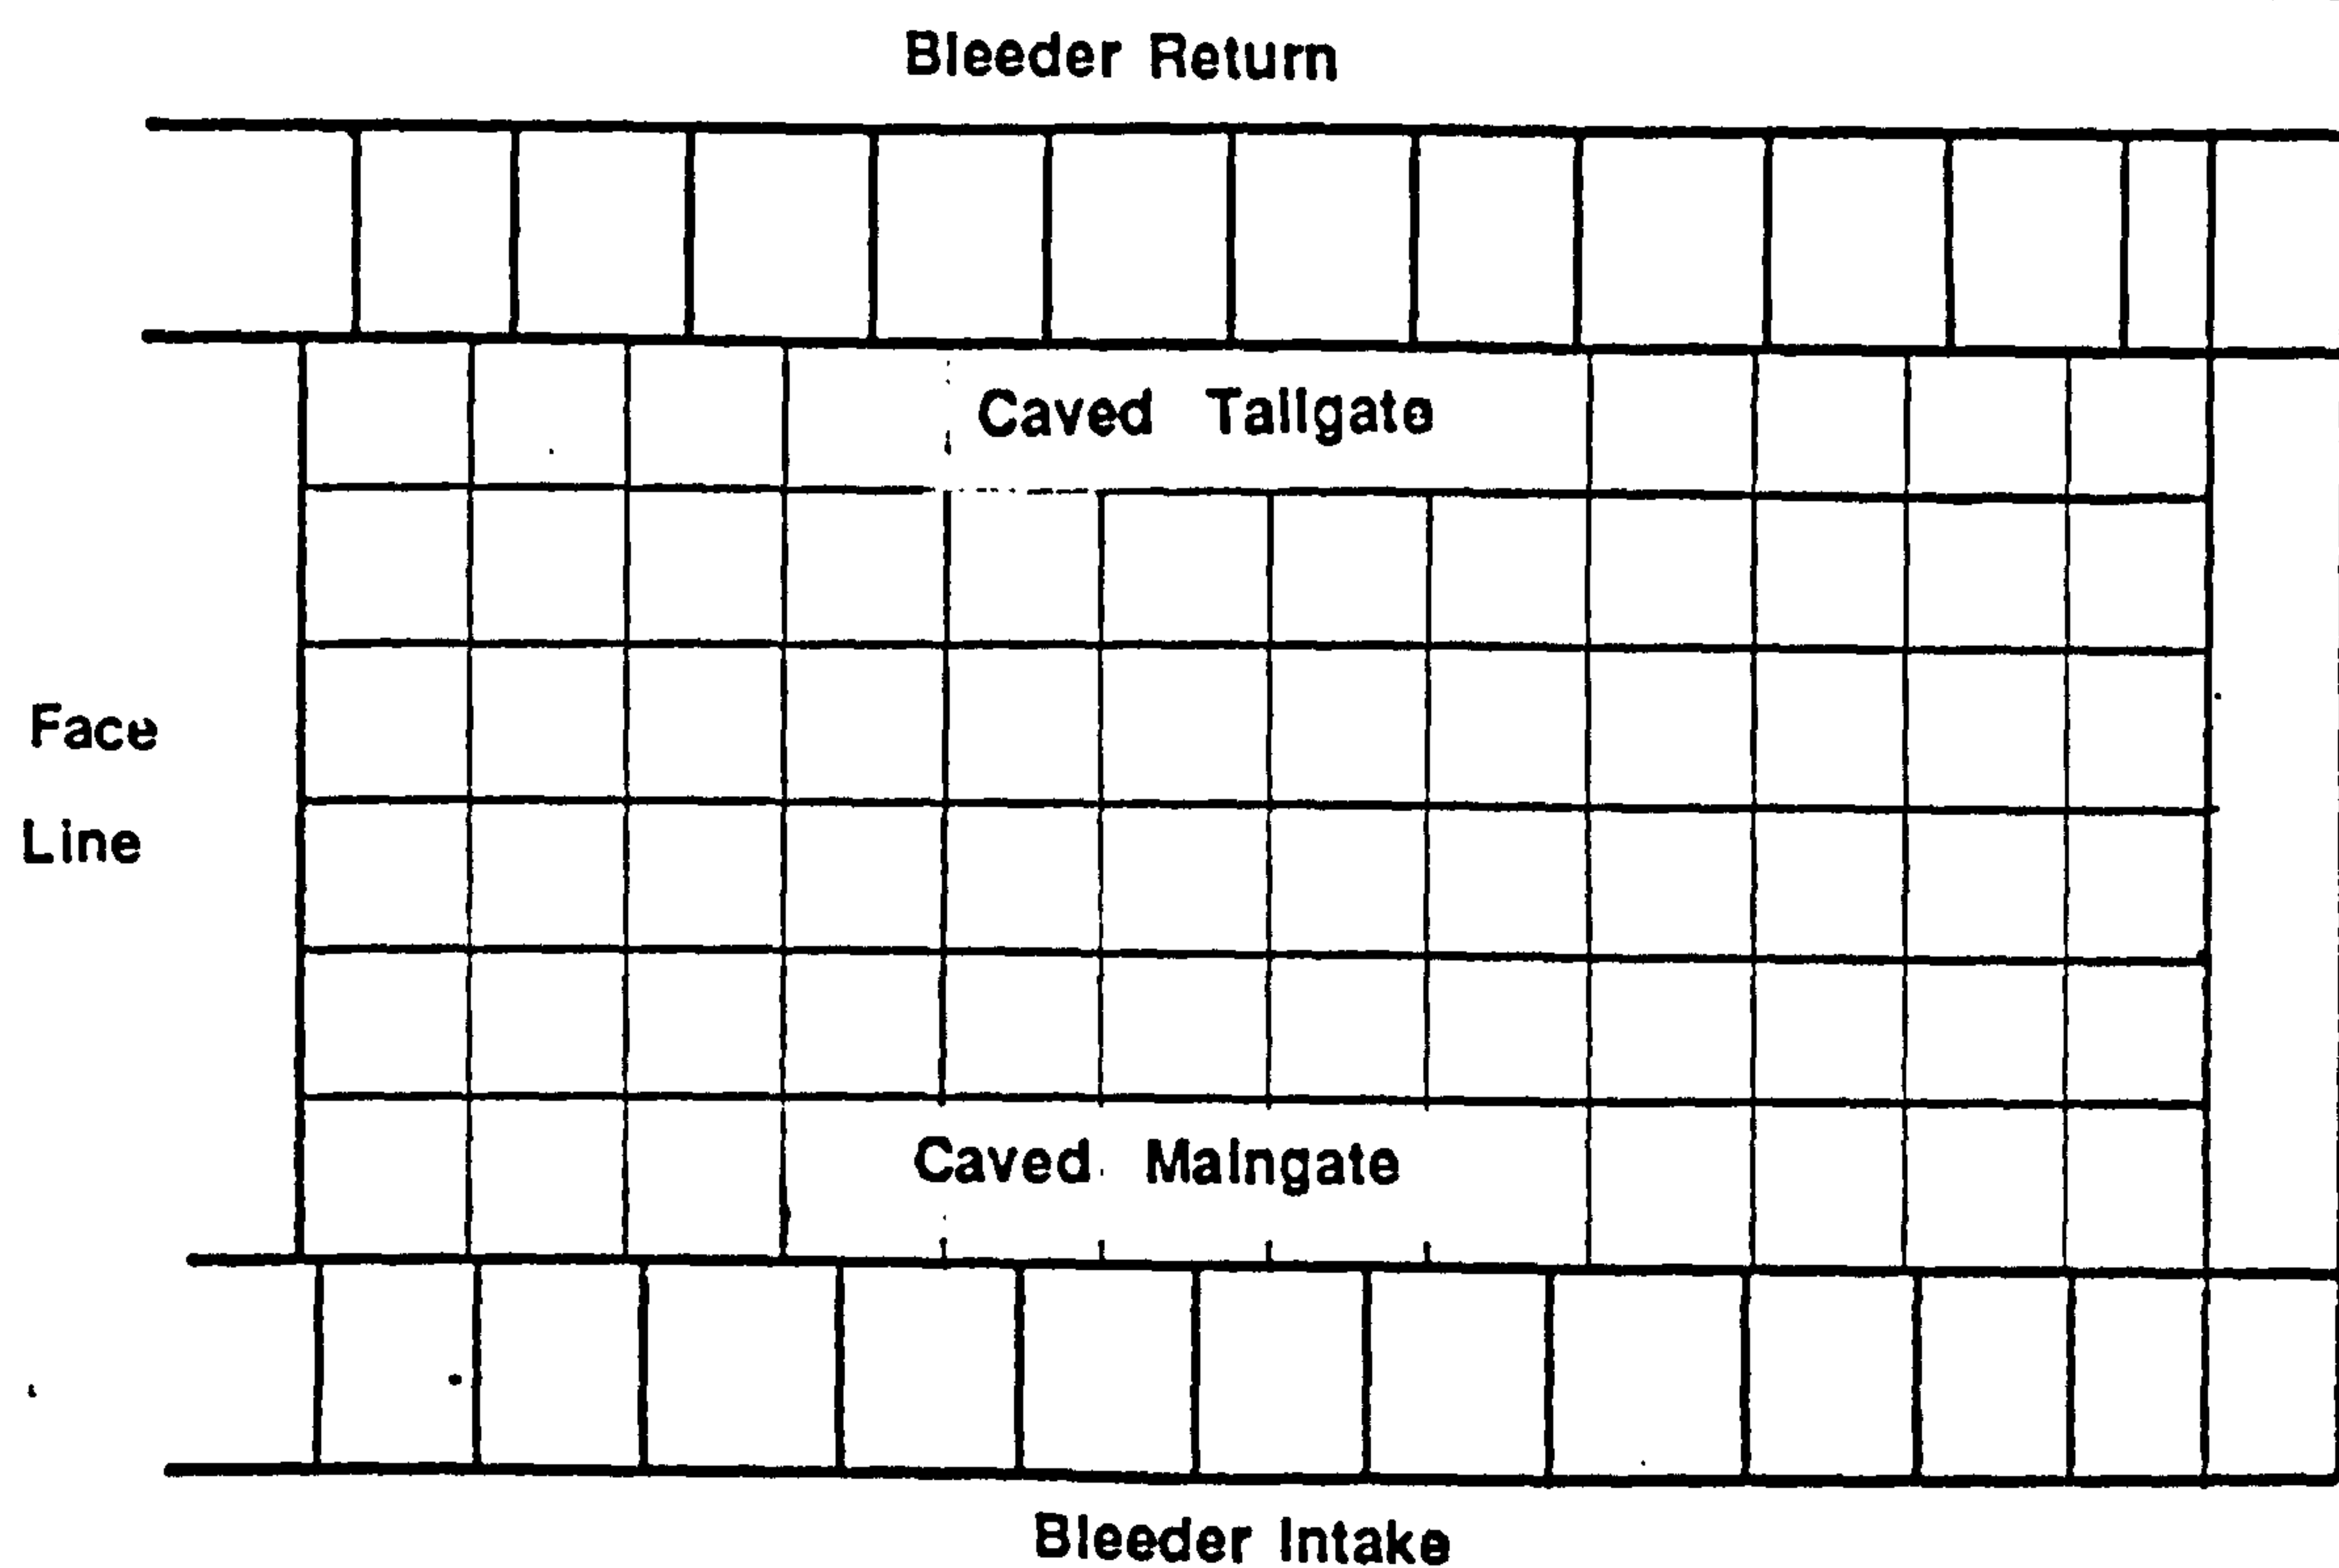 Bleeder Return
Caved Tailgate
Face
Line
Caved Maingate
Bleeder Intake